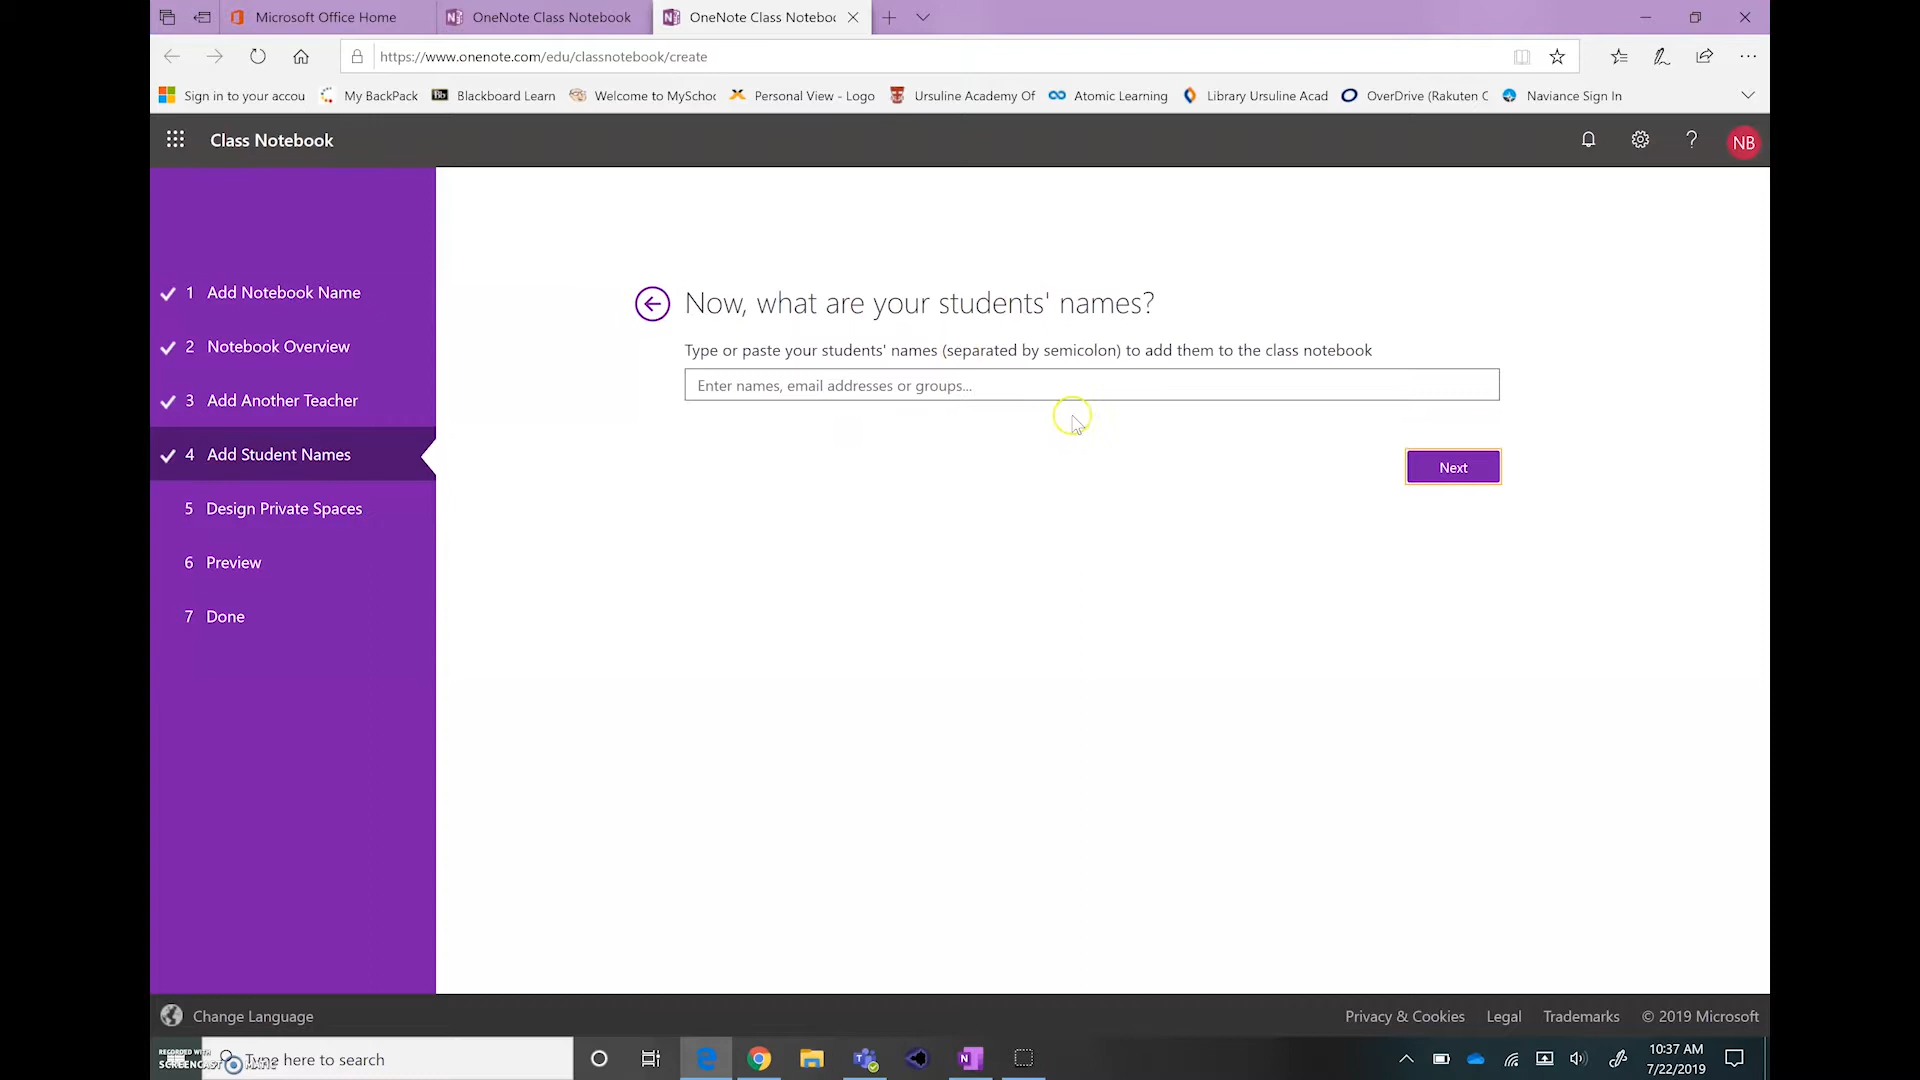 Microsoft Office Home
OneNote Class Notebook
OneNote Class Noteboo
https://www.onenote.com/edu/classnotebook/create
Sign in to your accou
My BackPack
Bb
Blackboard Learn
Welcome to MySchoo
Personal View - Logo
Ursuline Academy Of
Atomic Learning
Library Ursuline Acad
OverDrive (Rakuten O
Naviance Sign In
Class Notebook
?
NB
1 Add Notebook Name
2 Notebook Overview
3 Add Another Teacher
4 Add Student Names
5 Design Private Spaces
6 Preview
7 Done
Now, what are your students' names?
Type or paste your students' names (separated by semicolon) to add them to the class notebook
Enter names, email addresses or groups...
Next
Change Language
Privacy & Cookies
Legal
Trademarks
© 2019 Microsoft
RECORDED WITH
SCREENCAST MATIC
Type here to search
10:37 AM
7/22/2019